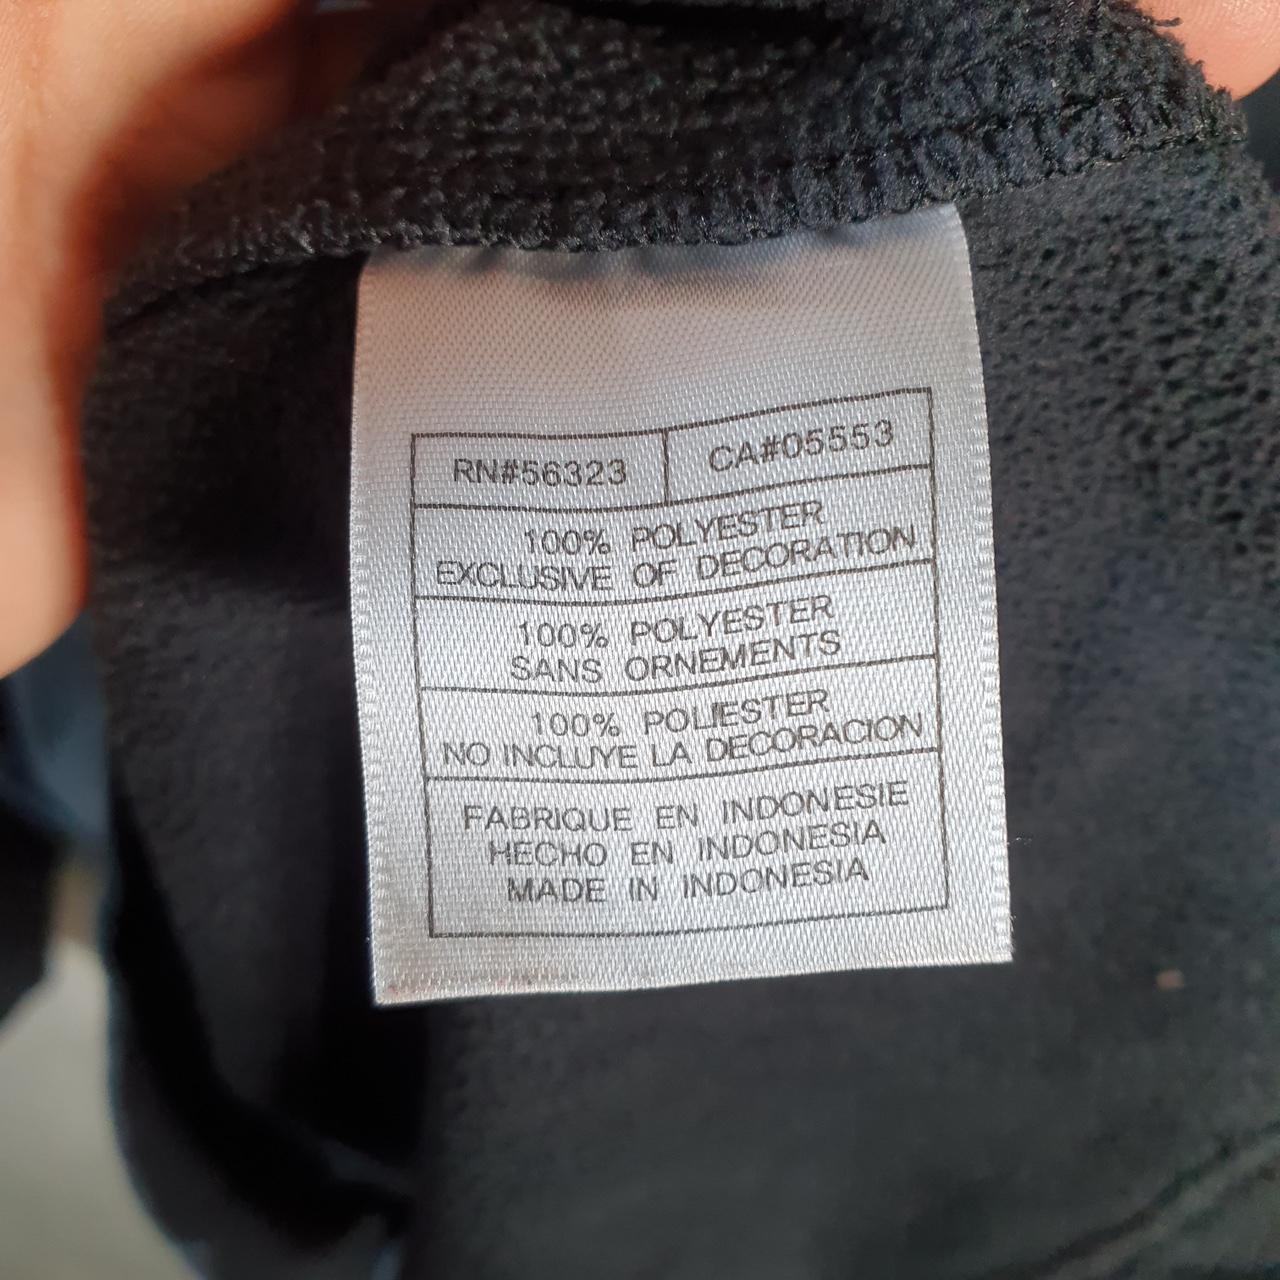 RN#56323 CA#05553
100% POLYESTER
EXCLUSIVE OF DECORATION
100% POLYESTER
SANS ORNEMENTS
100% POLIESTER
NO INCLUYE LA DECORACION
FABRIQUE EN INDONESIE
HECHO EN INDONESIA
MADE IN INDONESIA